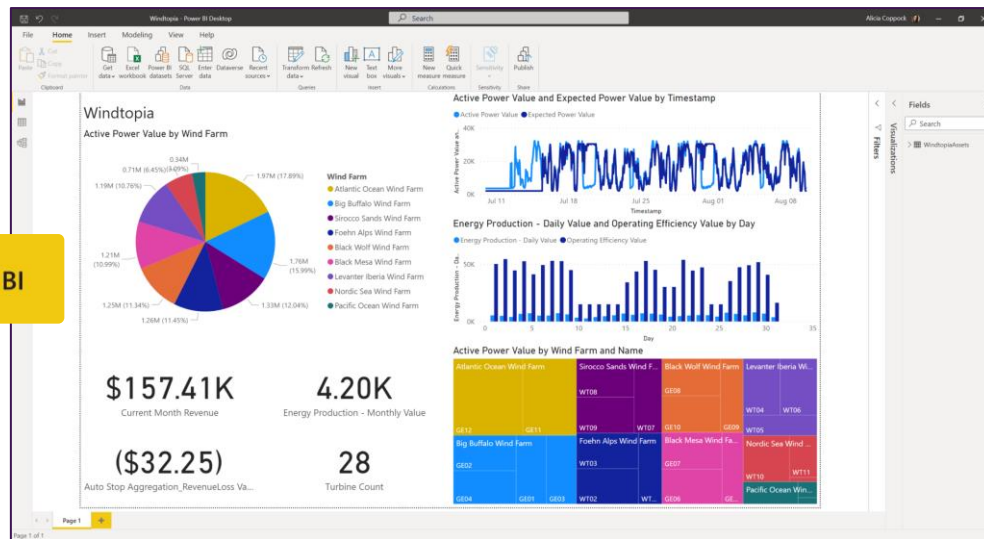 Windtopia - Power BI Desktop
Search
Alicia Coppock
File Home Insert Modeling View Help
Paste
Cut
Copy
Format painter
Get data
Excel workbook
Power BI datasets
SQL Server
Enter data
Dataverse
Recent sources
Transform data
Refresh
New visual
Text box
More visuals
New measure
Quick measure
Sensitivity
Publish
Clipboard Data Queries Insert Calculations Sensitivity Share
BI
Windtopia
Active Power Value by Wind Farm
0.34M
(3.09%)
0.71M (6.45%)
1.19M (10.76%)
1.21M
(10.99%)
1.25M (11.34%)
1.26M (11.45%)
1.33M (12.04%)
1.76M
(15.99%)
1.97M (17.89%)
Wind Farm
Atlantic Ocean Wind Farm
Big Buffalo Wind Farm
Sirocco Sands Wind Farm
Foehn Alps Wind Farm
Black Wolf Wind Farm
Black Mesa Wind Farm
Levanter Iberia Wind Farm
Nordic Sea Wind Farm
Pacific Ocean Wind Farm
$157.41K
Current Month Revenue
4.20K
Energy Production - Monthly Value
($32.25)
Auto Stop Aggregation_RevenueLoss Va...
28
Turbine Count
Active Power Value and Expected Power Value by Timestamp
Active Power Value Expected Power Value
Active Power Value an...
40K
20K
0K
Jul 11 Jul 18 Jul 25 Aug 01 Aug 08
Timestamp
Energy Production - Daily Value and Operating Efficiency Value by Day
Energy Production - Daily Value Operating Efficiency Value
Energy Production - Da...
50K
0K
0 5 10 15 20 25 30 35
Day
Active Power Value by Wind Farm and Name
Atlantic Ocean Wind Farm
GE12 GE11
Big Buffalo Wind Farm
GE02
GE04 GE01 GE03
Sirocco Sands Wind F...
WT08
WT09 WT07
Foehn Alps Wind Farm
WT03
WT02 WT...
Black Wolf Wind Farm
GE08
GE10 GE09
Black Mesa Wind Fa...
GE07
GE06 GE...
Levanter Iberia Wi...
WT04 WT06
WT05
Nordic Sea Wind ...
WT10 WT11
Pacific Ocean Win...
Filters
Visualizations
Fields
Search
WindtopiaAssets
Page 1
Page 1 of 1